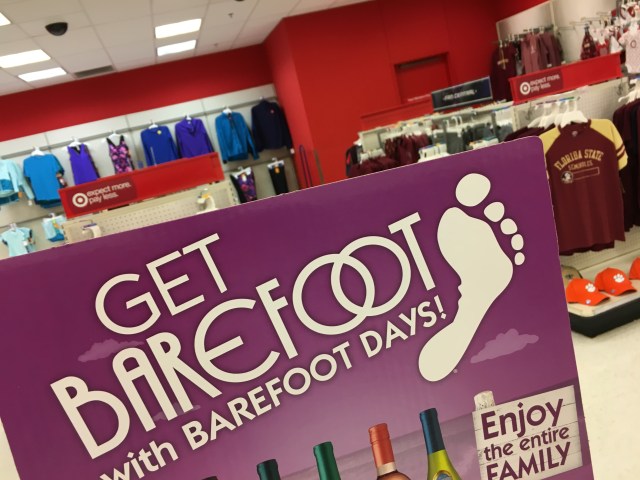 expect more.
pay less.
expect more.
pay less.
FLORIDA STATE
GET
BAREFOOT
with BAREFOOT DAYS!
Enjoy
the entire
FAMILY